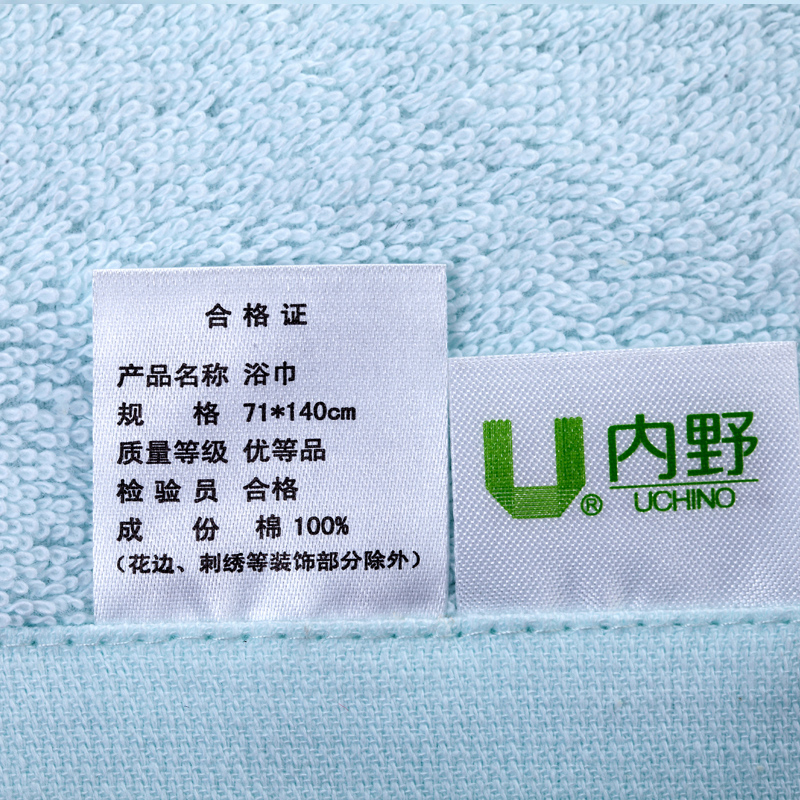 合格证
产品名称 浴巾
规 格 71*140cm
质量等级 优等品
检验员 合格
成 份 棉 100%
(花边、刺绣等装饰部分除外)
U® 内野
UCHINO